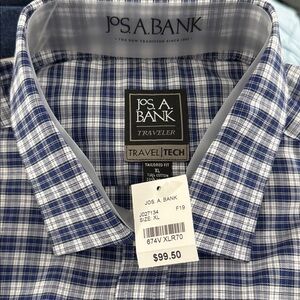 JOS.A.BANK
• THE NEW TRADITION SINCE 1905 •
JOS. A.
BANK
TRAVELER
TRAVEL|TECH
TAILORED FIT
XL
JOS. A. BANK
J027134 F19
SIZE: XL
674V XLR70
$99.50